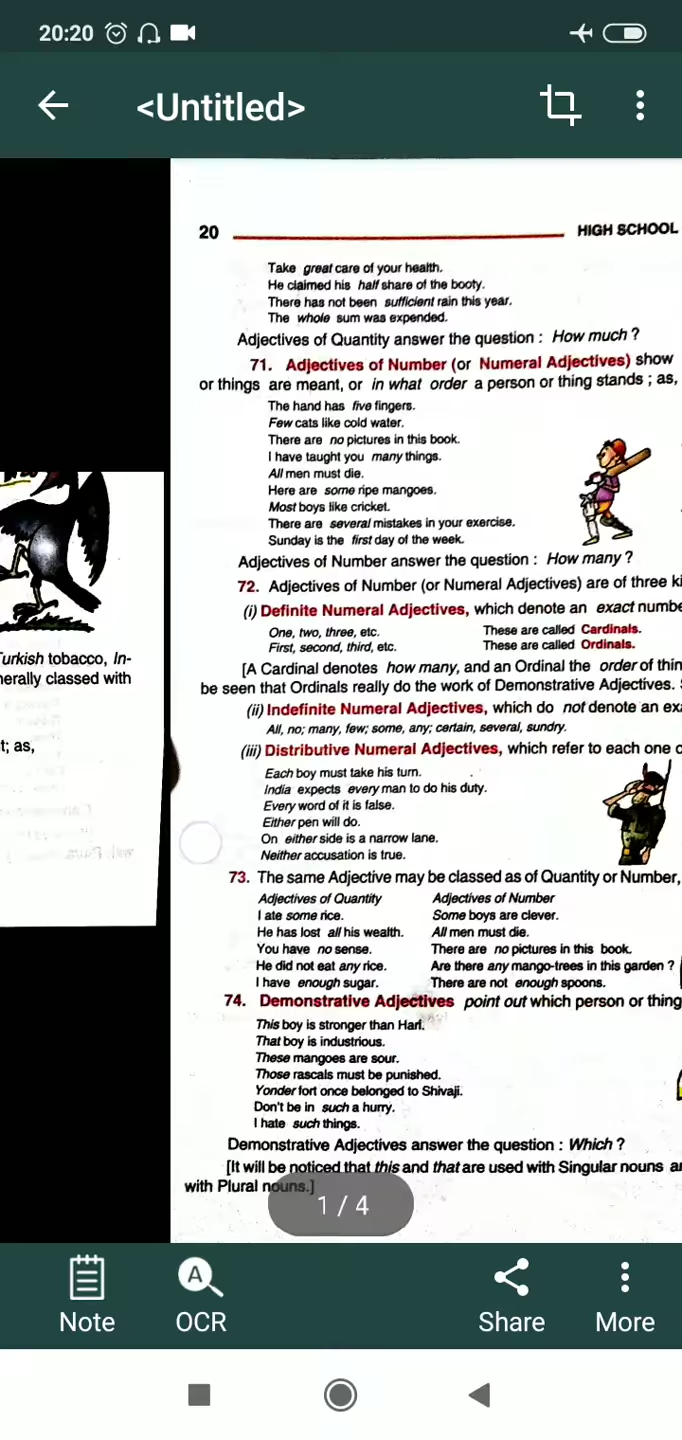 20:20
<Untitled>
20 HIGH SCHOOL
Take great care of your health.
He claimed his half share of the booty.
There has not been sufficient rain this year.
The whole sum was expended.
Adjectives of Quantity answer the question : How much ?
71. Adjectives of Number (or Numeral Adjectives) show
or things are meant, or in what order a person or thing stands ; as,
The hand has five fingers.
Few cats like cold water.
There are no pictures in this book.
I have taught you many things.
All men must die.
Here are some ripe mangoes.
Most boys like cricket.
There are several mistakes in your exercise.
Sunday is the first day of the week.
Adjectives of Number answer the question : How many ?
72. Adjectives of Number (or Numeral Adjectives) are of three ki
(i) Definite Numeral Adjectives, which denote an exact numbe
One, two, three, etc. These are called Cardinals.
First, second, third, etc. These are called Ordinals.
[A Cardinal denotes how many, and an Ordinal the order of thin
be seen that Ordinals really do the work of Demonstrative Adjectives.
(ii) Indefinite Numeral Adjectives, which do not denote an exa
All, no; many, few; some, any; certain, several, sundry.
(iii) Distributive Numeral Adjectives, which refer to each one o
Each boy must take his turn.
India expects every man to do his duty.
Every word of it is false.
Either pen will do.
On either side is a narrow lane.
Neither accusation is true.
73. The same Adjective may be classed as of Quantity or Number,
Adjectives of Quantity Adjectives of Number
I ate some rice. Some boys are clever.
He has lost all his wealth. All men must die.
You have no sense. There are no pictures in this book.
He did not eat any rice. Are there any mango-trees in this garden ?
I have enough sugar. There are not enough spoons.
74. Demonstrative Adjectives point out which person or thing
This boy is stronger than Hari.
That boy is industrious.
These mangoes are sour.
Those rascals must be punished.
Yonder fort once belonged to Shivaji.
Don't be in such a hurry.
I hate such things.
Demonstrative Adjectives answer the question : Which ?
[It will be noticed that this and that are used with Singular nouns a
with Plural nouns.]
Turkish tobacco, In-
nerally classed with
t; as,
1 / 4
Note OCR Share More